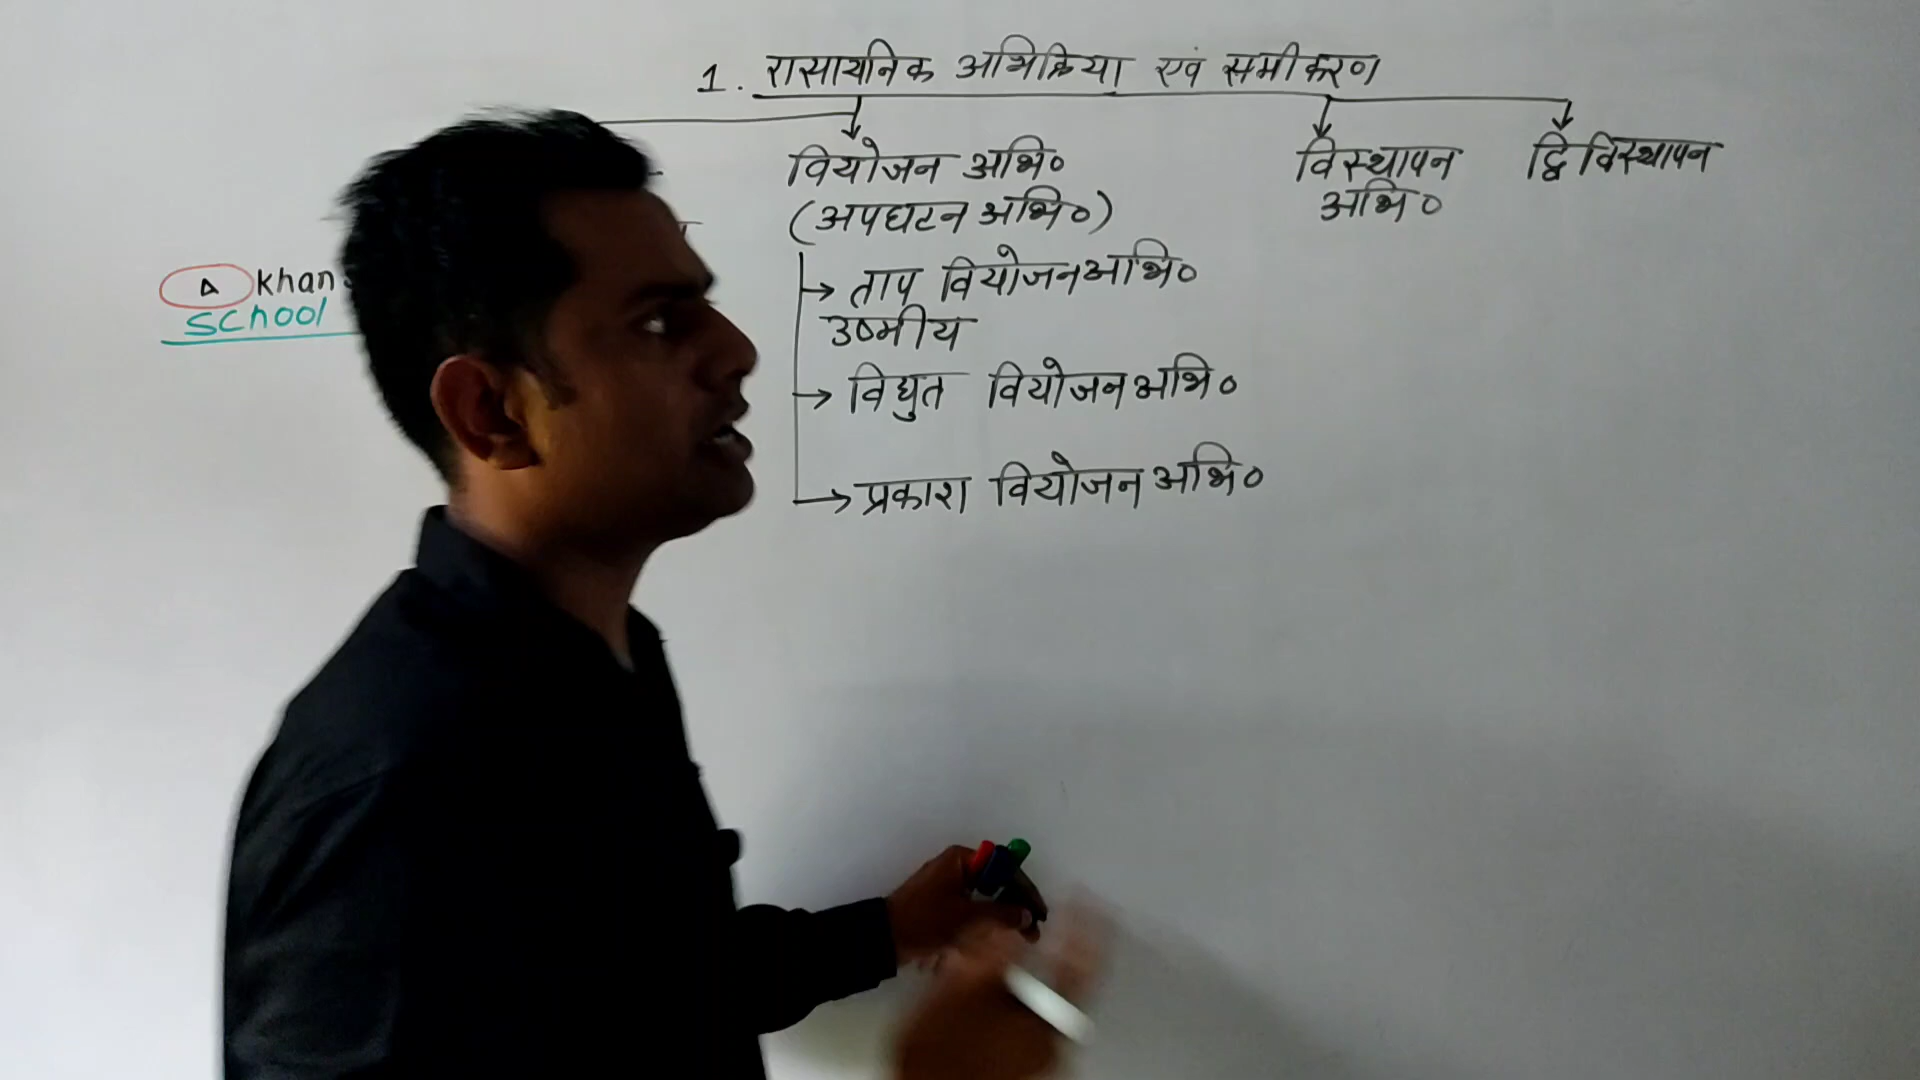 1. रासायनिक अभिक्रिया एवं समीकरण
वियोजन अभि०
(अपघटन अभि०)
→ ताप वियोजन अभि०
उष्मीय
→ विद्युत वियोजन अभि०
→ प्रकाश वियोजन अभि०
विस्थापन
अभि०
द्वि विस्थापन
A khan
School